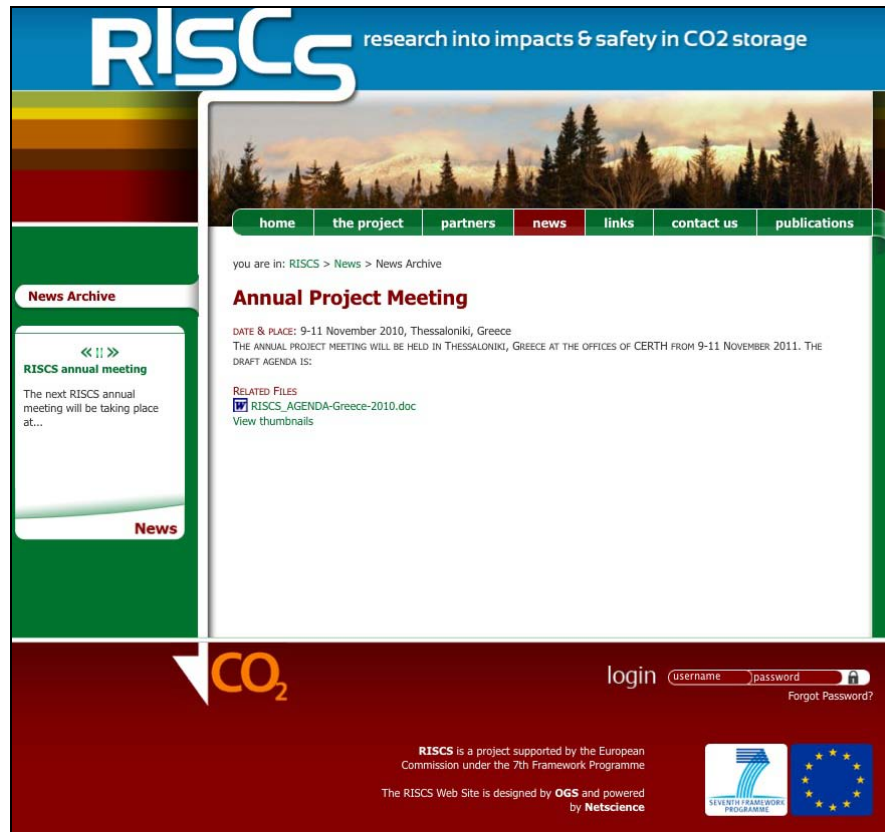 RISCS
research into impacts & safety in CO2 storage
home the project partners news links contact us publications
you are in: RISCS > News > News Archive
News Archive
Annual Project Meeting
DATE & PLACE: 9-11 November 2010, Thessaloniki, Greece
THE ANNUAL PROJECT MEETING WILL BE HELD IN THESSALONIKI, GREECE AT THE OFFICES OF CERTH FROM 9-11 NOVEMBER 2011. THE
DRAFT AGENDA IS:
RELATED FILES
RISCS_AGENDA-Greece-2010.doc
View thumbnails
RISCS annual meeting
The next RISCS annual
meeting will be taking place
at...
News
CO2
login username password
Forgot Password?
RISCS is a project supported by the European
Commission under the 7th Framework Programme
The RISCS Web Site is designed by OGS and powered
by Netscience
SEVENTH FRAMEWORK
PROGRAMME